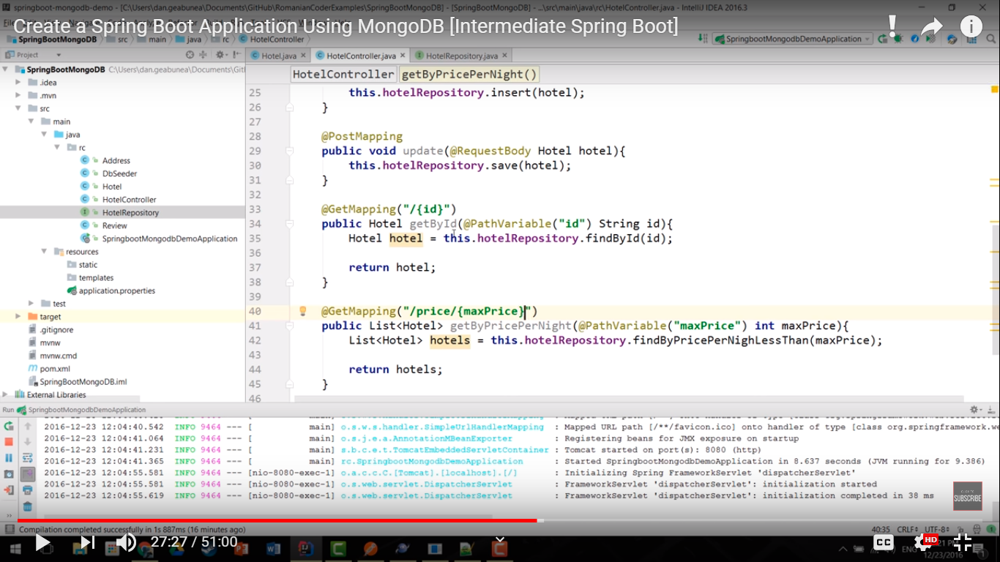 springboot-mongodb-demo - [C:\Users\dan.geabunea\Documents\GitHub\RomanianCoderExamples\SpringBootMongoDB] - [SpringBootMongoDB] - ...\src\main\java\rc\HotelController.java - IntelliJ IDEA 2016.3
Create a Spring Boot Application Using MongoDB [Intermediate Spring Boot]
SpringBootMongoDB src main java rc HotelController
SpringbootMongodbDemoApplication
Project
Hotel.java
HotelController.java
HotelRepository.java
SpringBootMongoDB C:\Users\dan.geabunea\Documents\Git
.idea
.mvn
src
main
java
rc
Address
DbSeeder
Hotel
HotelController
HotelRepository
Review
SpringbootMongodbDemoApplication
resources
static
templates
application.properties
test
target
.gitignore
mvnw
mvnw.cmd
pom.xml
SpringBootMongoDB.iml
External Libraries
HotelController getByPricePerNight()
25 this.hotelRepository.insert(hotel);
26 }
27
28 @PostMapping
29 public void update(@RequestBody Hotel hotel){
30 this.hotelRepository.save(hotel);
31 }
32
33 @GetMapping("/{id}")
34 public Hotel getById(@PathVariable("id") String id){
35 Hotel hotel = this.hotelRepository.findById(id);
36
37 return hotel;
38 }
39
40 @GetMapping("/price/{maxPrice}")
41 public List<Hotel> getByPricePerNight(@PathVariable("maxPrice") int maxPrice){
42 List<Hotel> hotels = this.hotelRepository.findByPricePerNighLessThan(maxPrice);
43
44 return hotels;
45 }
46
Run SpringbootMongodbDemoApplication
2016-12-23 12:04:40.542 INFO 9464 --- [ main] o.s.w.s.handler.SimpleUrlHandlerMapping : Mapped URL path [/**/favicon.ico] onto handler of type [class org.springframework.we
2016-12-23 12:04:41.064 INFO 9464 --- [ main] o.s.j.e.a.AnnotationMBeanExporter : Registering beans for JMX exposure on startup
2016-12-23 12:04:41.231 INFO 9464 --- [ main] s.b.c.e.t.TomcatEmbeddedServletContainer : Tomcat started on port(s): 8080 (http)
2016-12-23 12:04:41.365 INFO 9464 --- [ main] rc.SpringbootMongodbDemoApplication : Started SpringbootMongodbDemoApplication in 8.637 seconds (JVM running for 9.386)
2016-12-23 12:04:55.581 INFO 9464 --- [nio-8080-exec-1] o.a.c.c.C.[Tomcat].[localhost].[/] : Initializing Spring FrameworkServlet 'dispatcherServlet'
2016-12-23 12:04:55.581 INFO 9464 --- [nio-8080-exec-1] o.s.web.servlet.DispatcherServlet : FrameworkServlet 'dispatcherServlet': initialization started
2016-12-23 12:04:55.619 INFO 9464 --- [nio-8080-exec-1] o.s.web.servlet.DispatcherServlet : FrameworkServlet 'dispatcherServlet': initialization completed in 38 ms
SUBSCRIBE
Compilation completed successfully in 1s 887ms (16 minutes ago) 40:35 CRLF UTF-8
27:27 / 51:00
CC
HD
ENG
12/23/2016